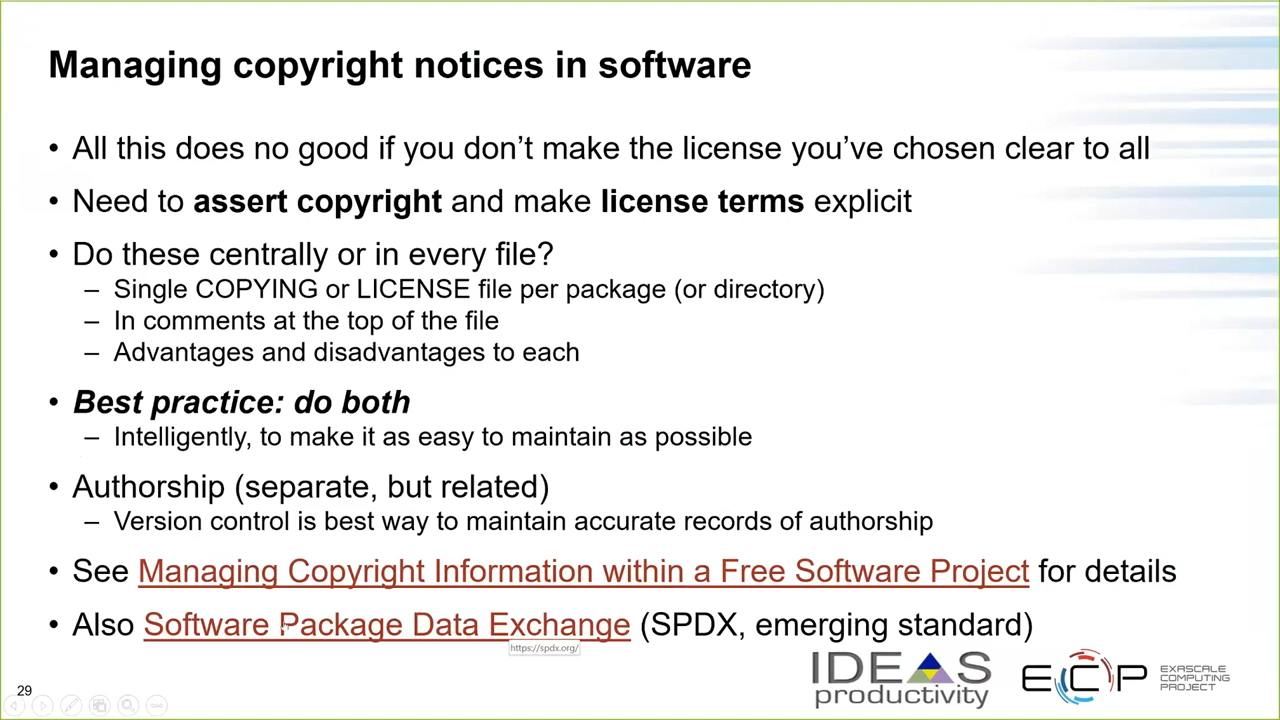 Managing copyright notices in software
• All this does no good if you don't make the license you've chosen clear to all
• Need to assert copyright and make license terms explicit
• Do these centrally or in every file?
– Single COPYING or LICENSE file per package (or directory)
– In comments at the top of the file
– Advantages and disadvantages to each
• Best practice: do both
– Intelligently, to make it as easy to maintain as possible
• Authorship (separate, but related)
– Version control is best way to maintain accurate records of authorship
• See Managing Copyright Information within a Free Software Project for details
• Also Software Package Data Exchange (SPDX, emerging standard)
https://spdx.org/
IDEAS
productivity
ECP
EXASCALE
COMPUTING
PROJECT
29